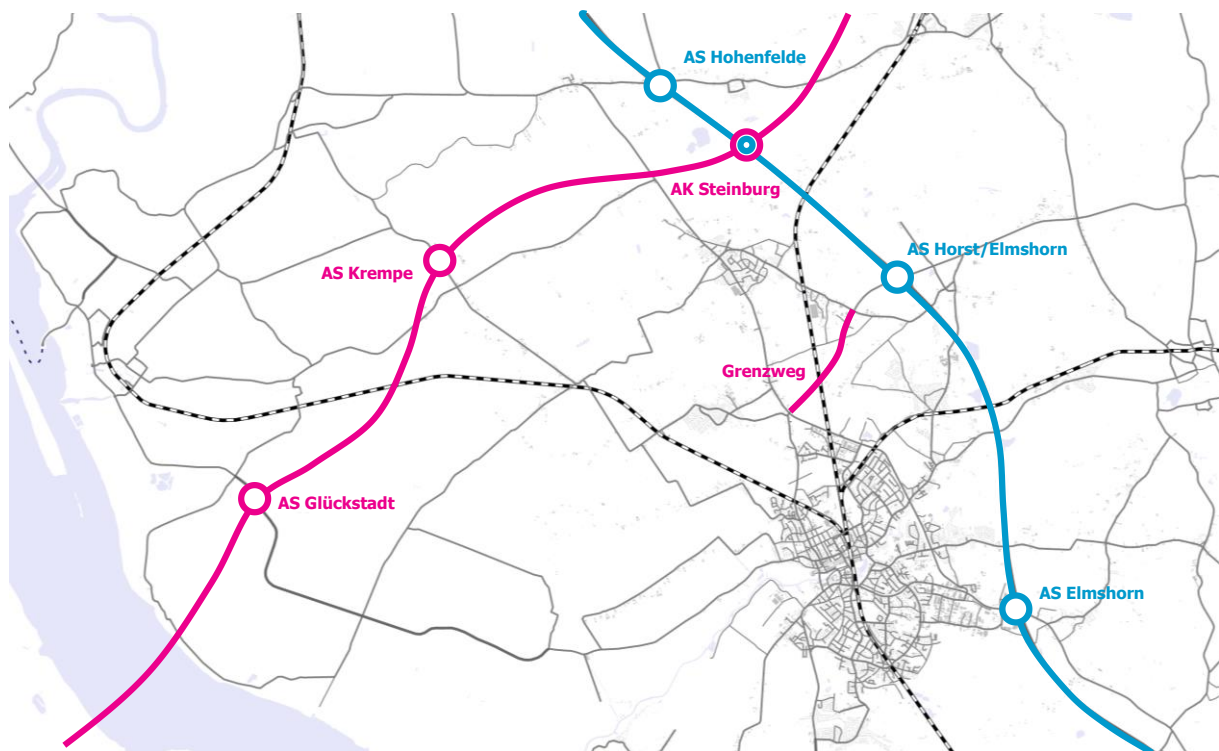 AS Hohenfelde
AK Steinburg
AS Horst/Elmshorn
AS Krempe
Grenzweg
AS Glückstadt
AS Elmshorn